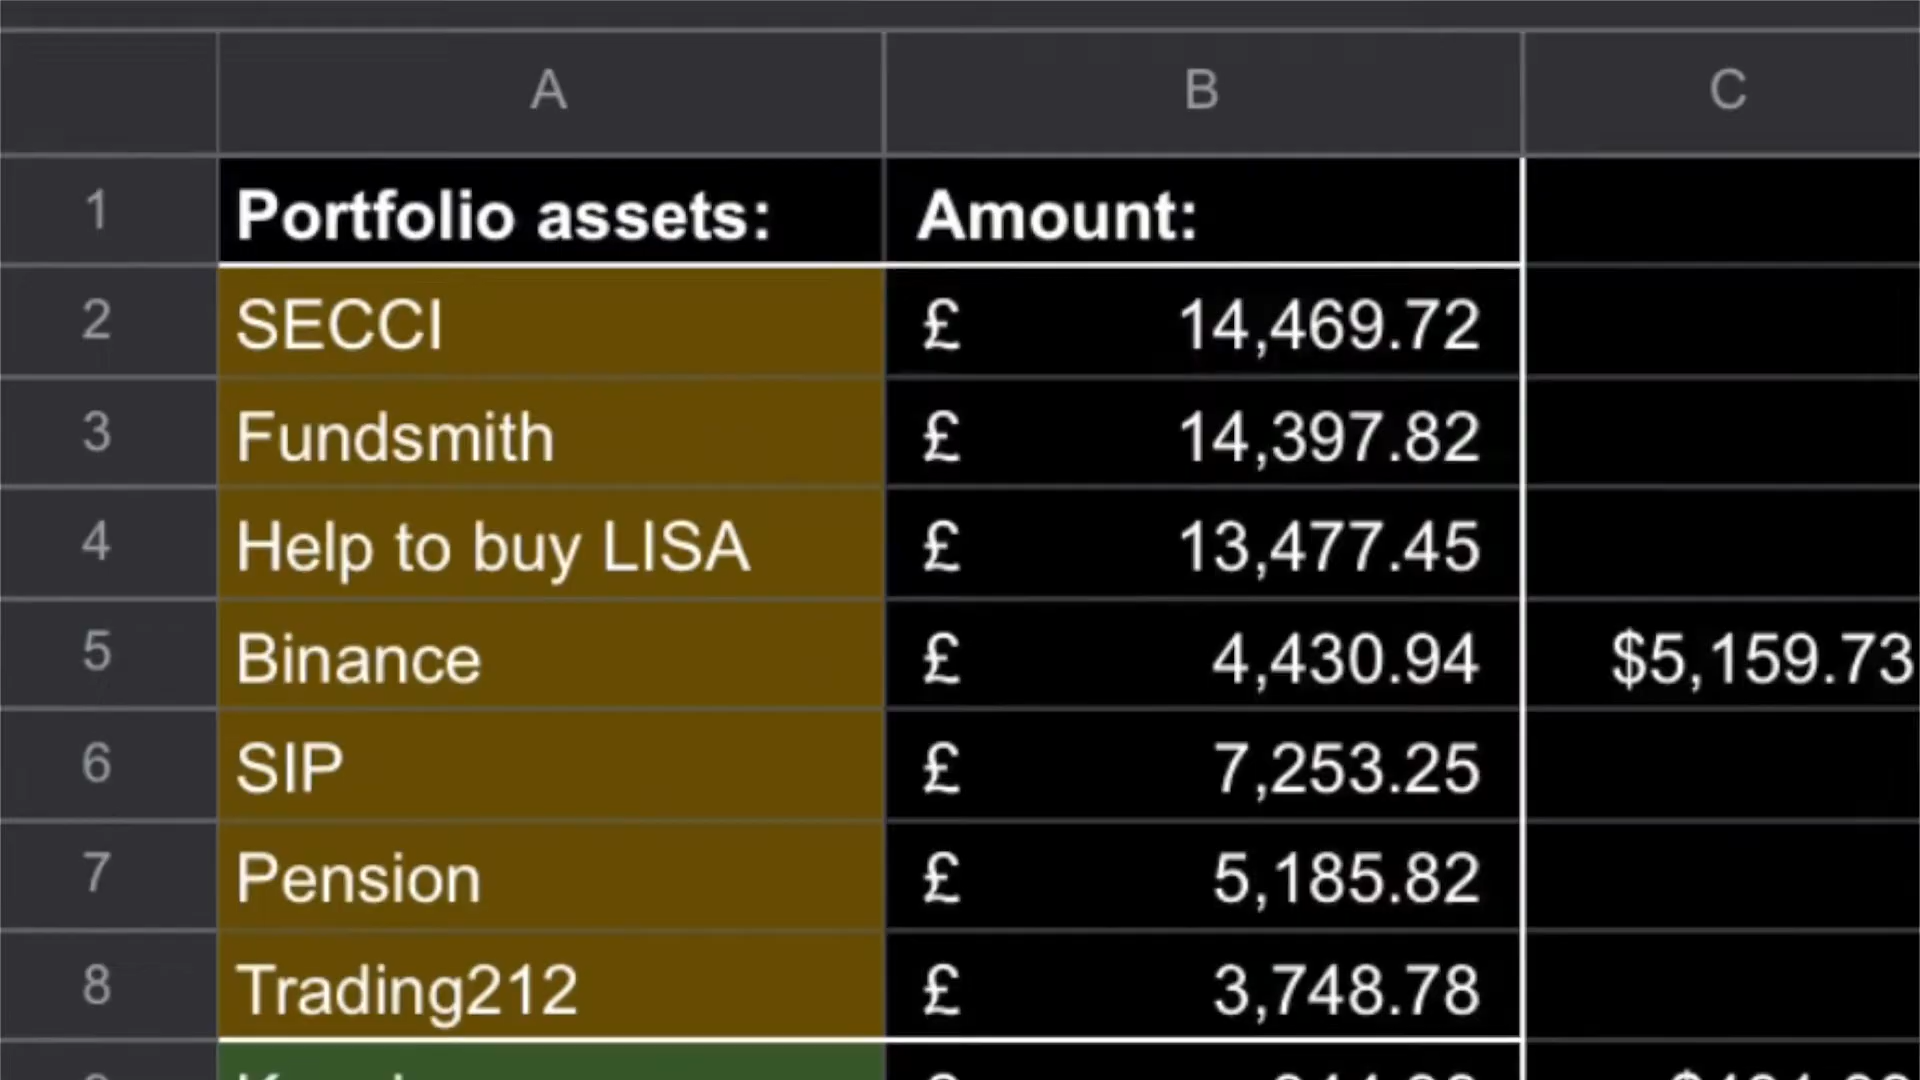 A B C
1 Portfolio assets: Amount:
2 SECCI £ 14,469.72
3 Fundsmith £ 14,397.82
4 Help to buy LISA £ 13,477.45
5 Binance £ 4,430.94 $5,159.73
6 SIP £ 7,253.25
7 Pension £ 5,185.82
8 Trading212 £ 3,748.78